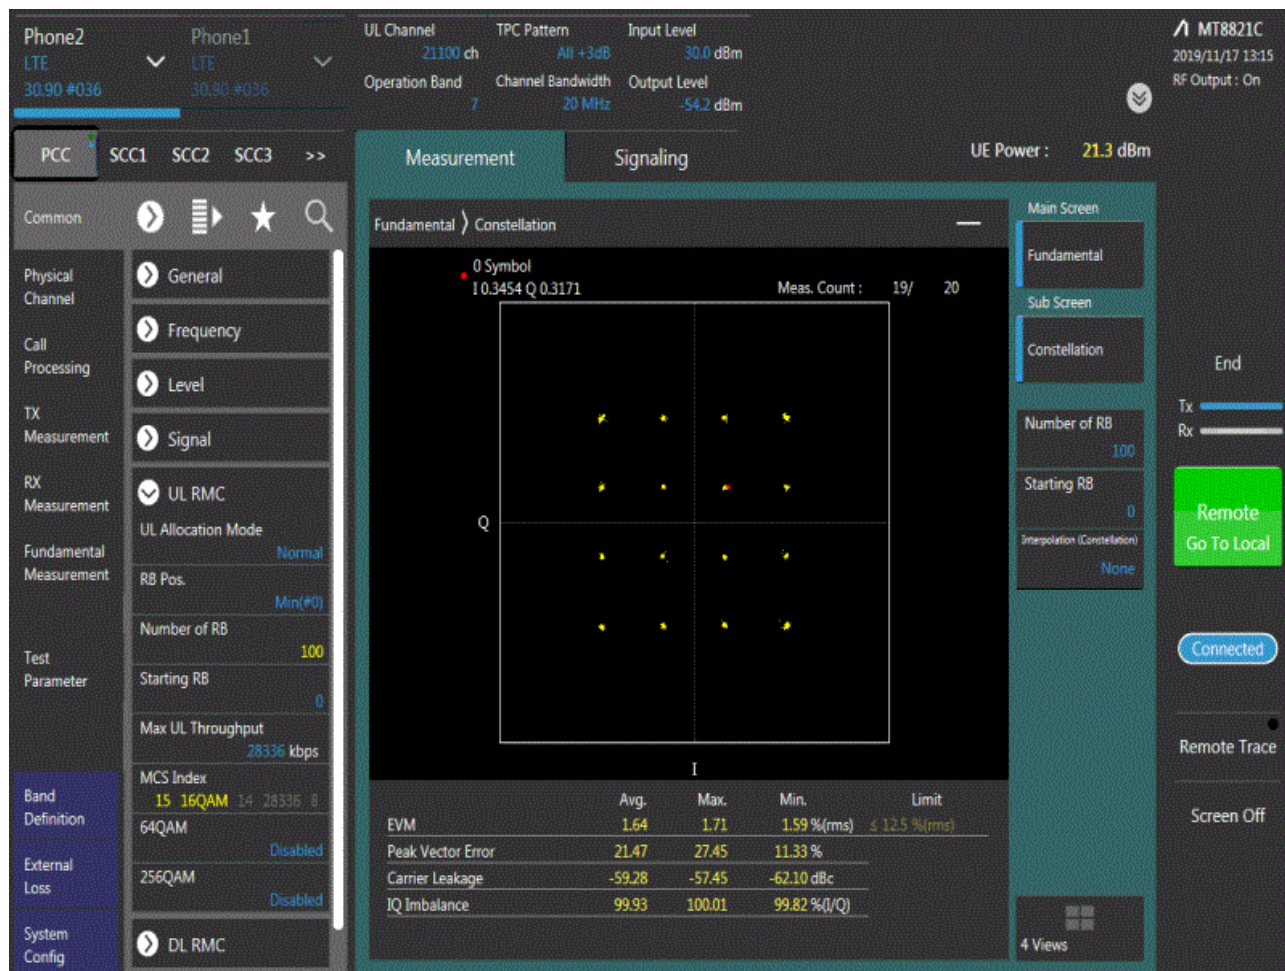 Phone2
LTE
30.90 #036
Phone1
LTE
30.90 #036
UL Channel
21100 ch
TPC Pattern
All +3dB
Input Level
30.0 dBm
Operation Band
7
Channel Bandwidth
20 MHz
Output Level
-54.2 dBm
MT8821C
2019/11/17 13:15
RF Output : On
PCC SCC1 SCC2 SCC3 >>
Measurement
Signaling
UE Power : 21.3 dBm
Common
Physical
Channel
Call
Processing
TX
Measurement
RX
Measurement
Fundamental
Measurement
Test
Parameter
Band
Definition
External
Loss
System
Config
General
Frequency
Level
Signal
UL RMC
UL Allocation Mode
Normal
RB Pos.
Min(#0)
Number of RB
100
Starting RB
0
Max UL Throughput
28336 kbps
MCS Index
15 16QAM 14 28336 8
64QAM
Disabled
256QAM
Disabled
DL RMC
Fundamental 〉 Constellation
0 Symbol
I 0.3454 Q 0.3171
Meas. Count : 19/ 20
Q
I
Avg. Max. Min. Limit
EVM 1.64 1.71 1.59 %(rms) ≤ 12.5 %(rms)
Peak Vector Error 21.47 27.45 11.33 %
Carrier Leakage -59.28 -57.45 -62.10 dBc
IQ Imbalance 99.93 100.01 99.82 %(I/Q)
Main Screen
Fundamental
Sub Screen
Constellation
Number of RB
100
Starting RB
0
Interpolation (Constellation)
None
4 Views
End
Tx
Rx
Remote
Go To Local
Connected
Remote Trace
Screen Off